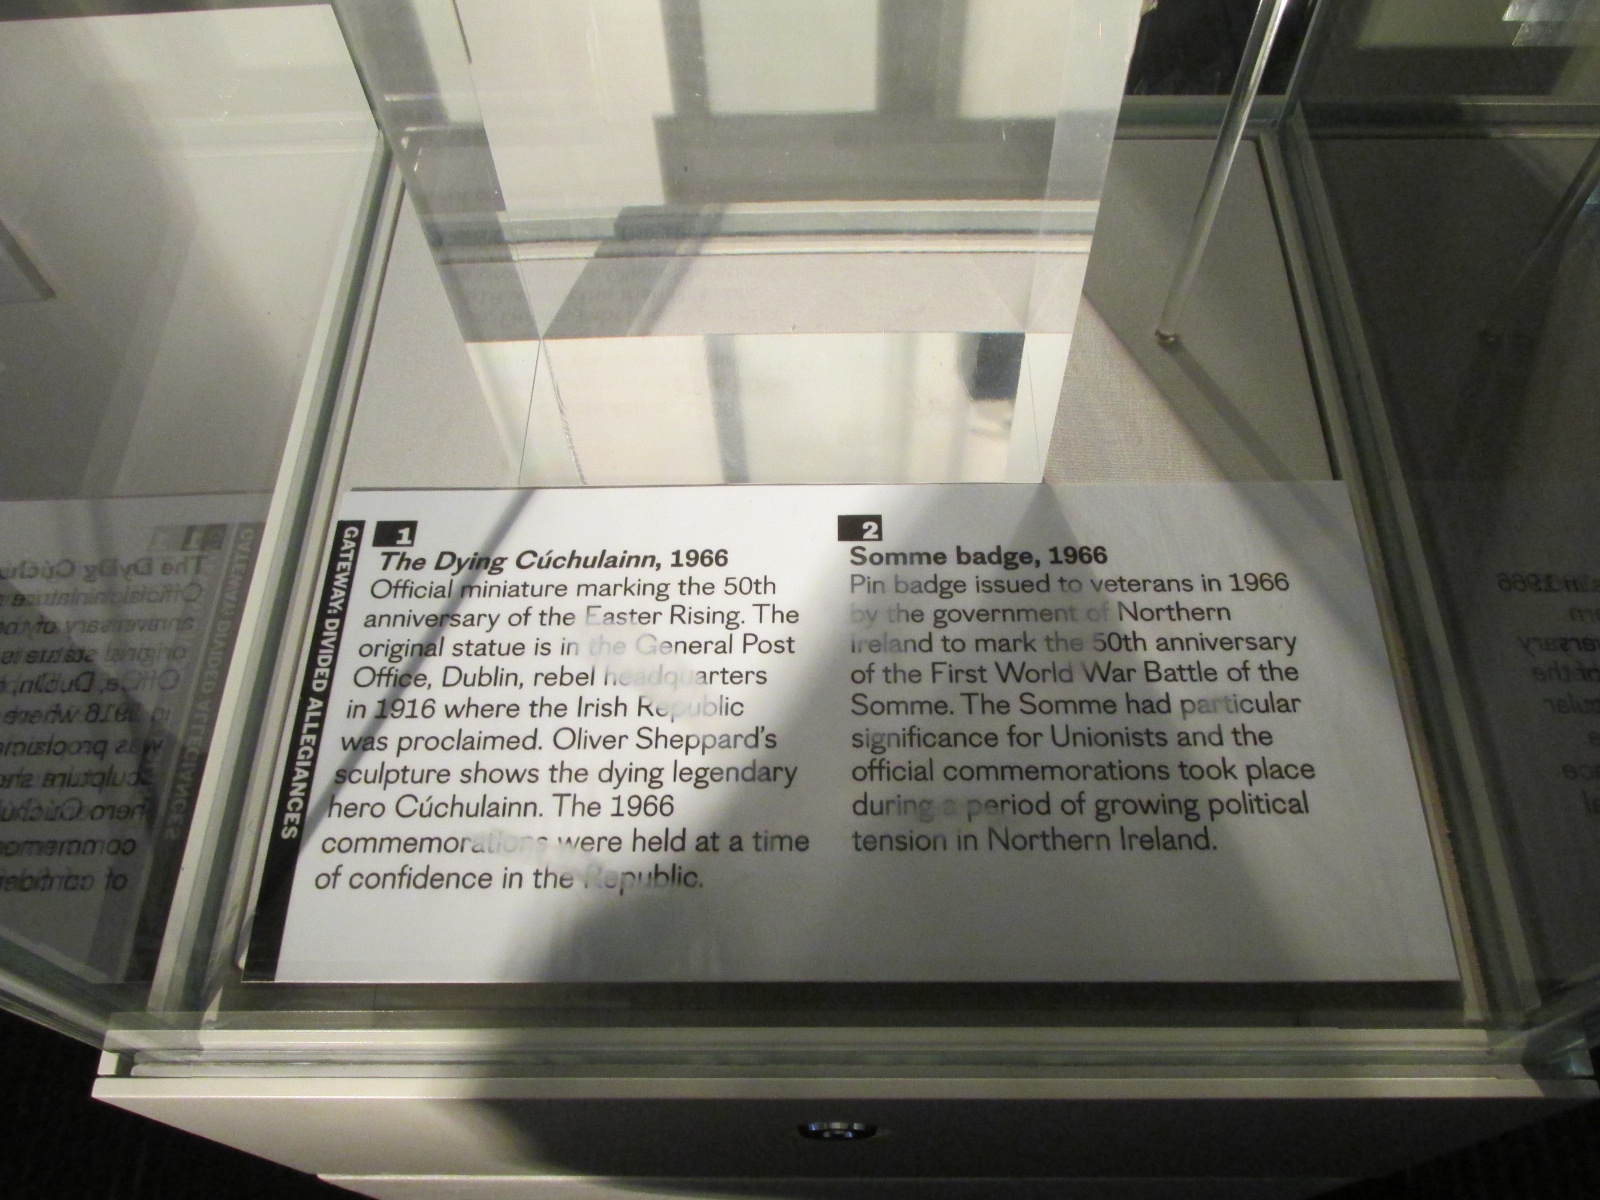 GATEWAY: DIVIDED ALLEGIANCES
1
The Dying Cúchulainn, 1966
Official miniature marking the 50th
anniversary of the Easter Rising. The
original statue is in the General Post
Office, Dublin, rebel headquarters
in 1916 where the Irish Republic
was proclaimed. Oliver Sheppard's
sculpture shows the dying legendary
hero Cúchulainn. The 1966
commemorations were held at a time
of confidence in the Republic.
2
Somme badge, 1966
Pin badge issued to veterans in 1966
by the government of Northern
Ireland to mark the 50th anniversary
of the First World War Battle of the
Somme. The Somme had particular
significance for Unionists and the
official commemorations took place
during a period of growing political
tension in Northern Ireland.